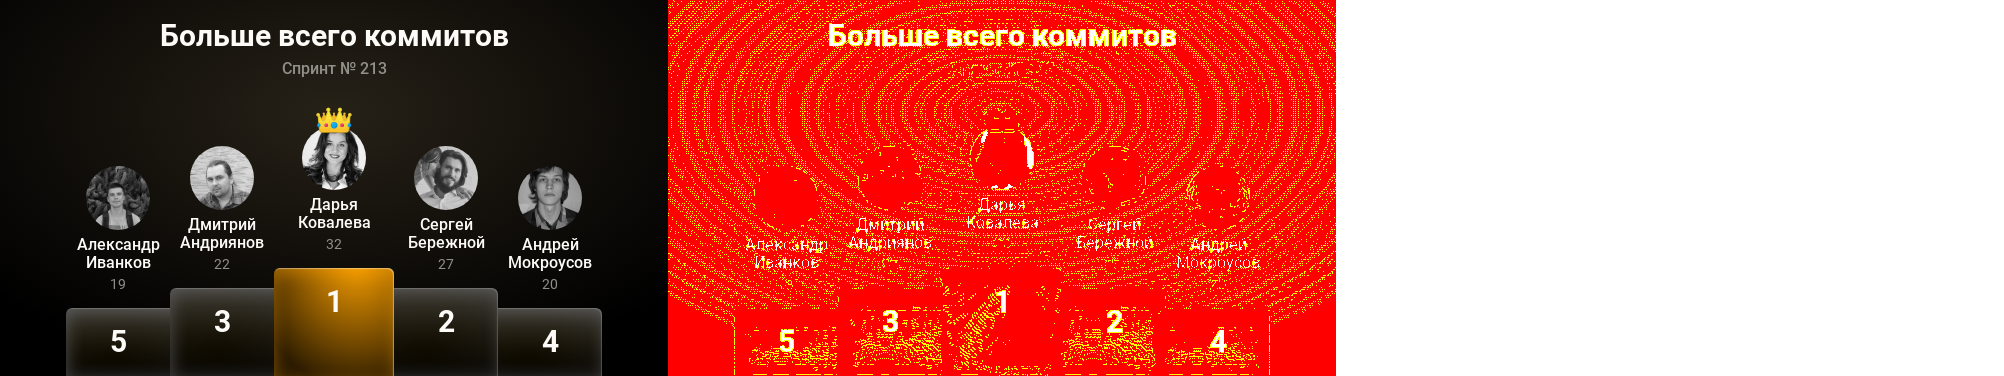 Больше всего коммитов
Спринт № 213
Александр
Иванков
19
Дмитрий
Андриянов
22
Дарья
Ковалева
32
Сергей
Бережной
27
Андрей
Мокроусов
20
5
3
1
2
4
Больше всего коммитов
Александр
Иванков
Дмитрий
Андриянов
Дарья
Ковалева
Сергей
Бережной
Андрей
Мокроусов
5
3
1
2
4